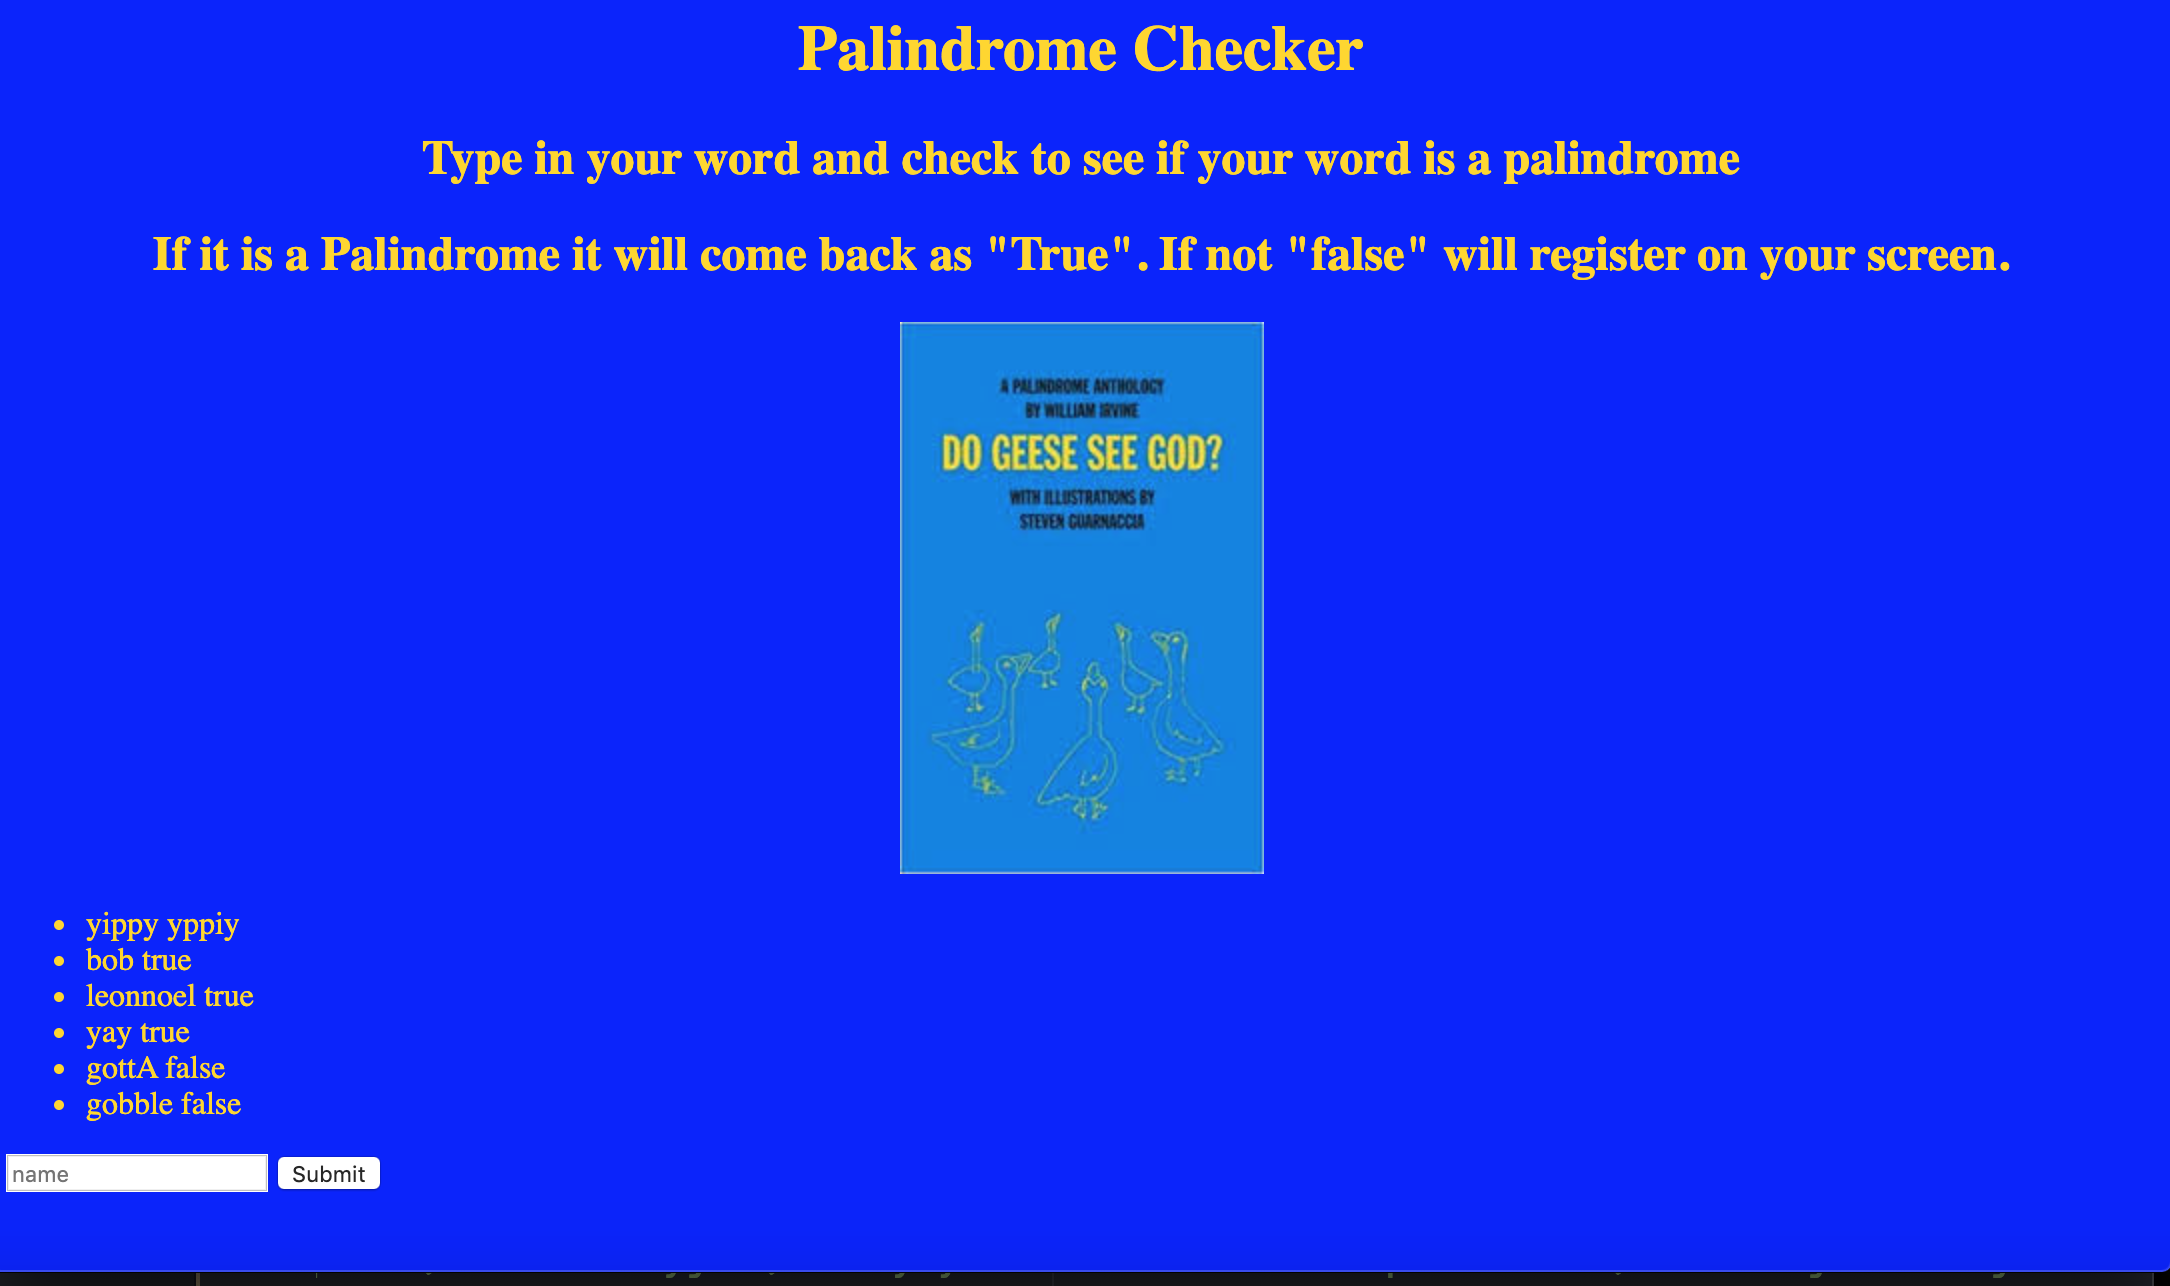 Palindrome Checker
Type in your word and check to see if your word is a palindrome
If it is a Palindrome it will come back as "True". If not "false" will register on your screen.
A PALINDROME ANTHOLOGY
BY WILLIAM IRVINE
DO GEESE SEE GOD?
WITH ILLUSTRATIONS BY
STEVEN GUARNACCIA
• yippy yppiy
• bob true
• leonnoel true
• yay true
• gottA false
• gobble false
name Submit